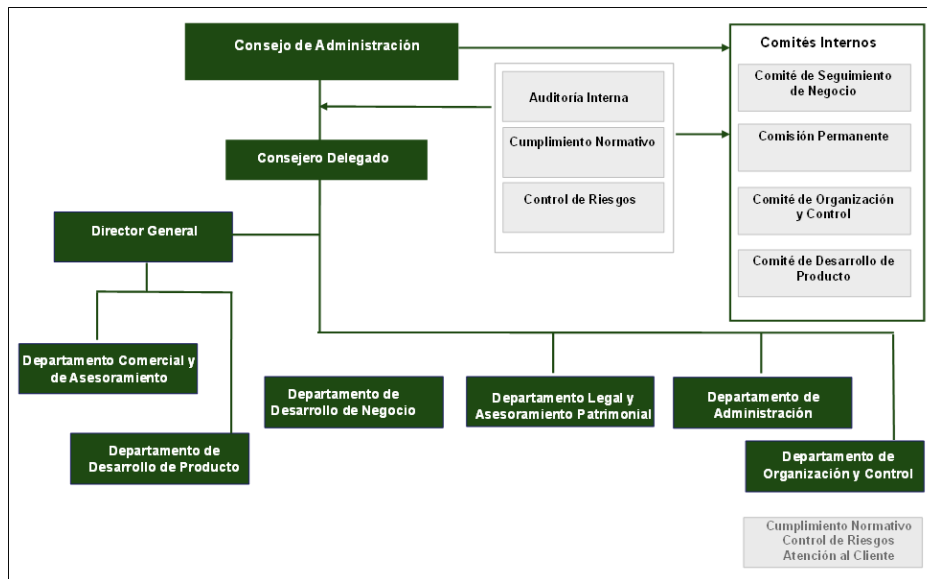 Consejo de Administración
Comités Internos
Comité de Seguimiento
de Negocio
Auditoría Interna
Comisión Permanente
Cumplimiento Normativo
Consejero Delegado
Control de Riesgos
Comité de Organización
y Control
Director General
Comité de Desarrollo de
Producto
Departamento Comercial y
de Asesoramiento
Departamento de
Desarrollo de Negocio
Departamento Legal y
Asesoramiento Patrimonial
Departamento de
Administración
Departamento de
Desarrollo de Producto
Departamento de
Organización y Control
Cumplimiento Normativo
Control de Riesgos
Atención al Cliente